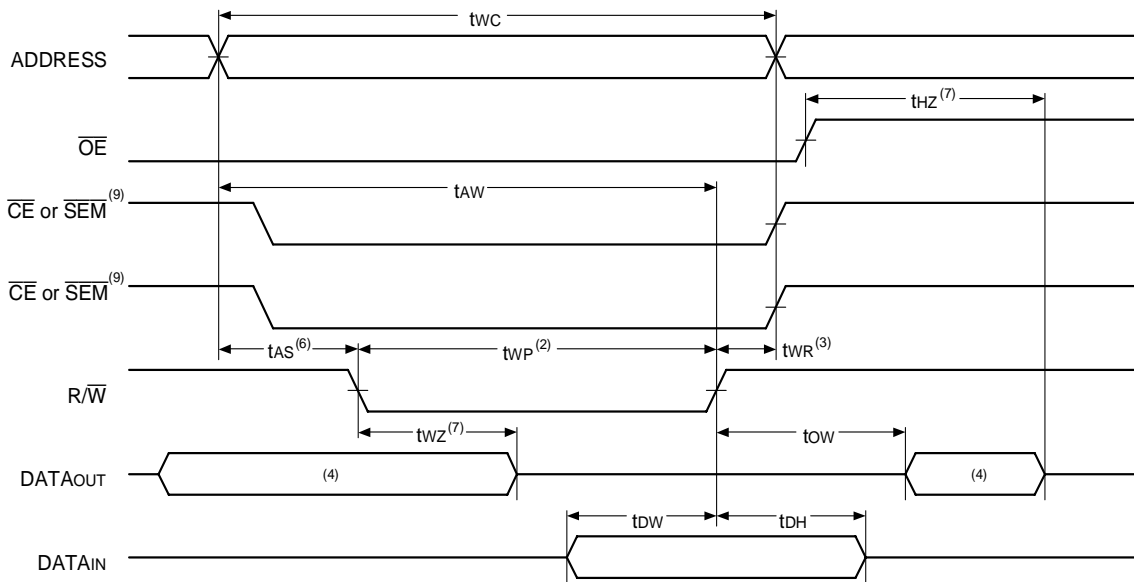 tWC
ADDRESS
tHZ(7)
OE
tAW
CE or SEM(9)
CE or SEM(9)
tAS(6) tWP(2) tWR(3)
R/W
tWZ(7) tOW
DATAOUT (4) (4)
tDW tDH
DATAIN